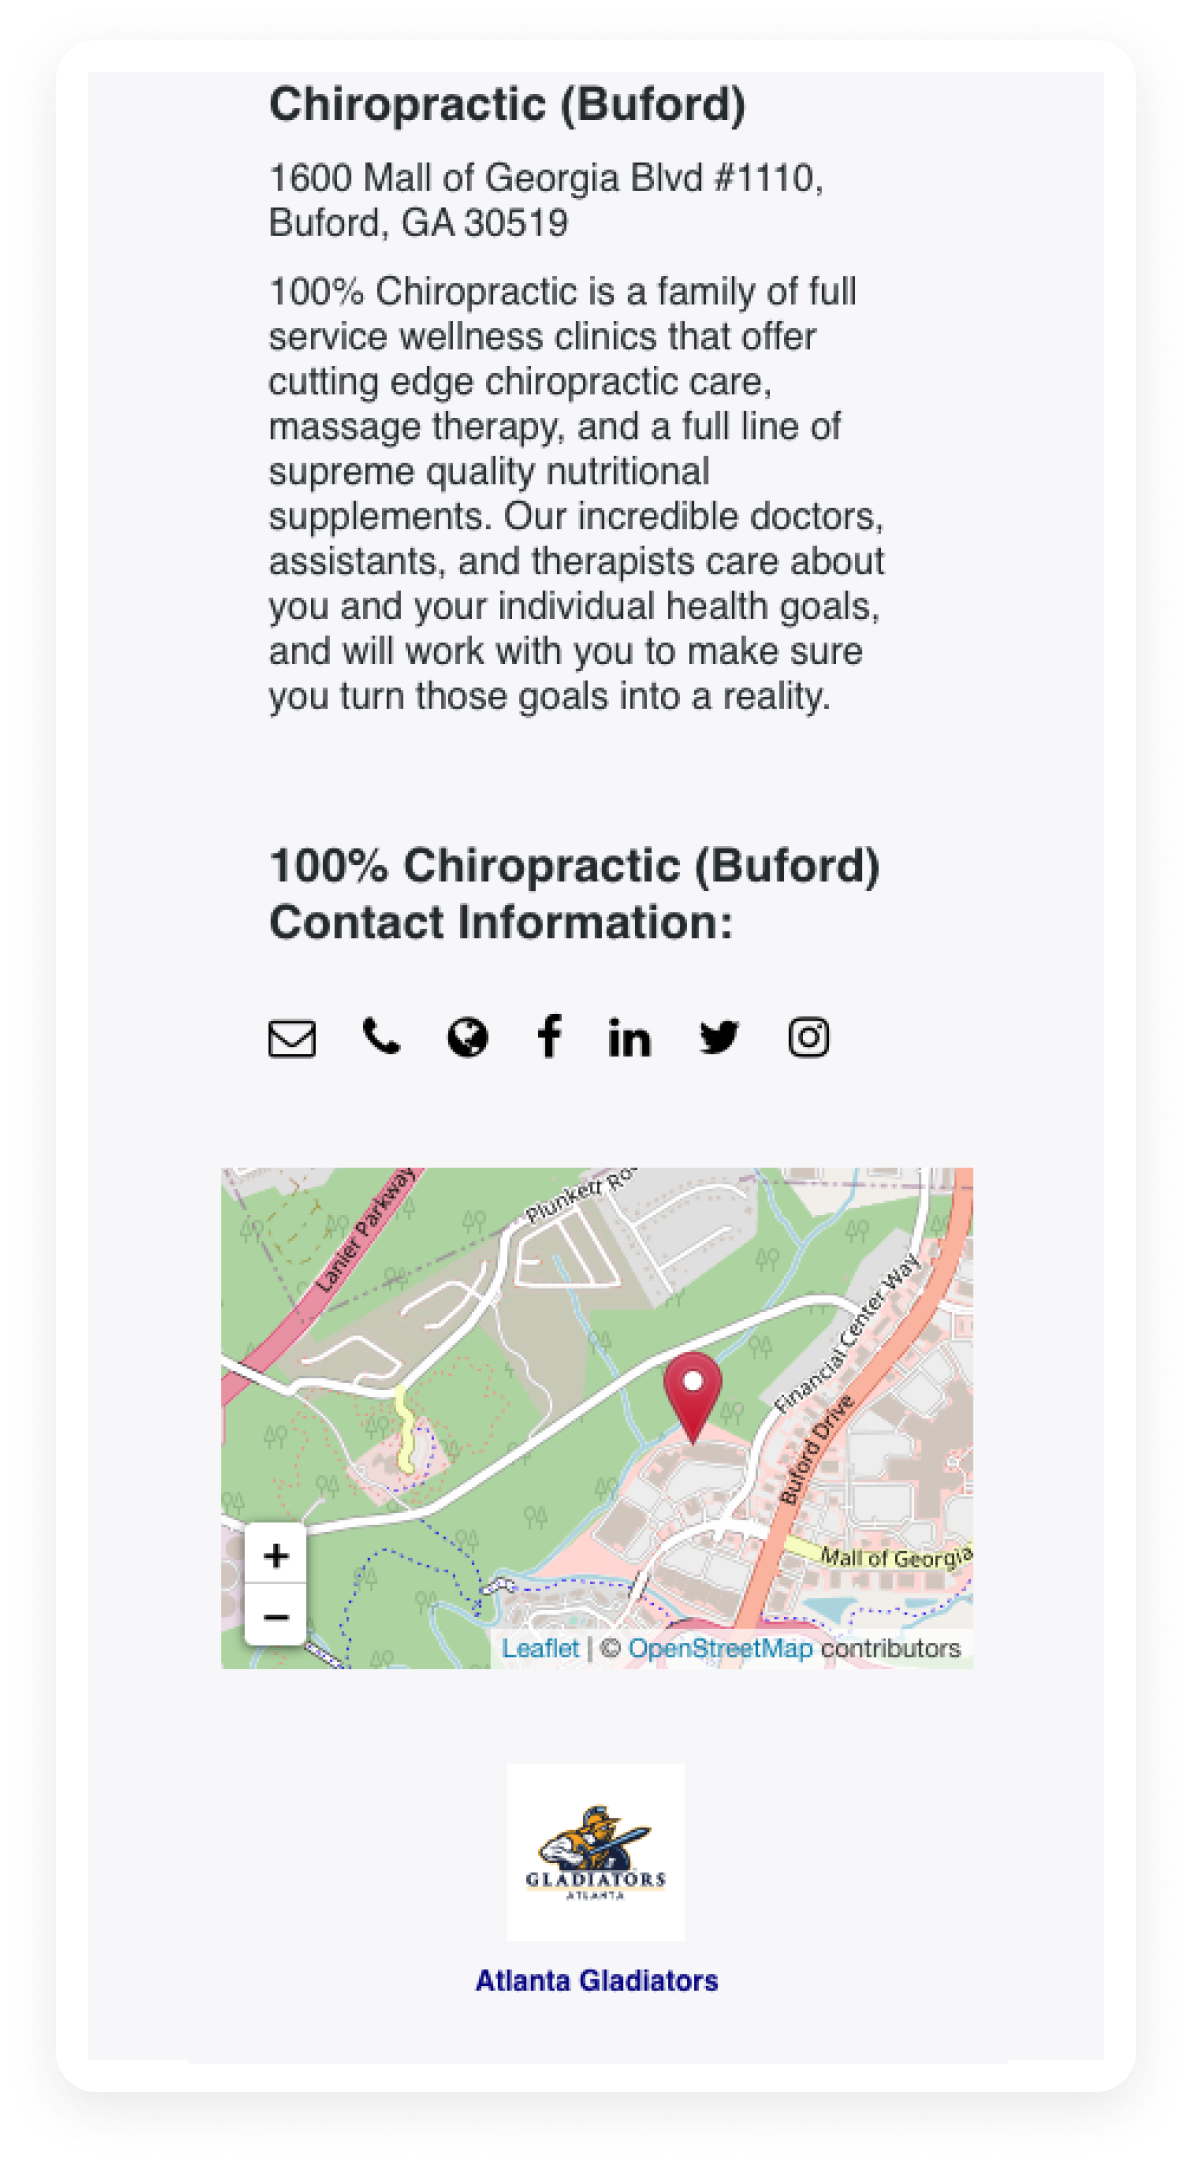 Chiropractic (Buford)
1600 Mall of Georgia Blvd #1110,
Buford, GA 30519
100% Chiropractic is a family of full
service wellness clinics that offer
cutting edge chiropractic care,
massage therapy, and a full line of
supreme quality nutritional
supplements. Our incredible doctors,
assistants, and therapists care about
you and your individual health goals,
and will work with you to make sure
you turn those goals into a reality.
100% Chiropractic (Buford)
Contact Information:
Lanier Parkway
Plunkett Ro
Financial Center Way
Buford Drive
Mall of Georgia
+
−
Leaflet | © OpenStreetMap contributors
GLADIATORS
ATLANTA
Atlanta Gladiators